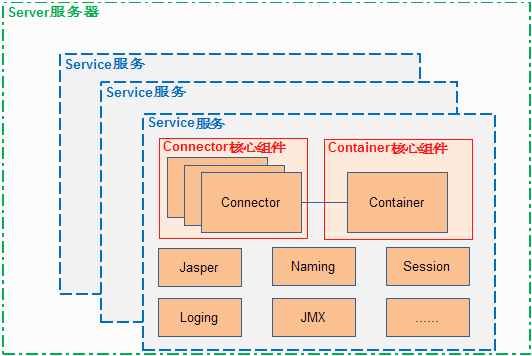 Server服务器
Service服务
Service服务
Service服务
Connector核心组件
Container核心组件
Connector
Container
Jasper
Naming
Session
Loging
JMX
......